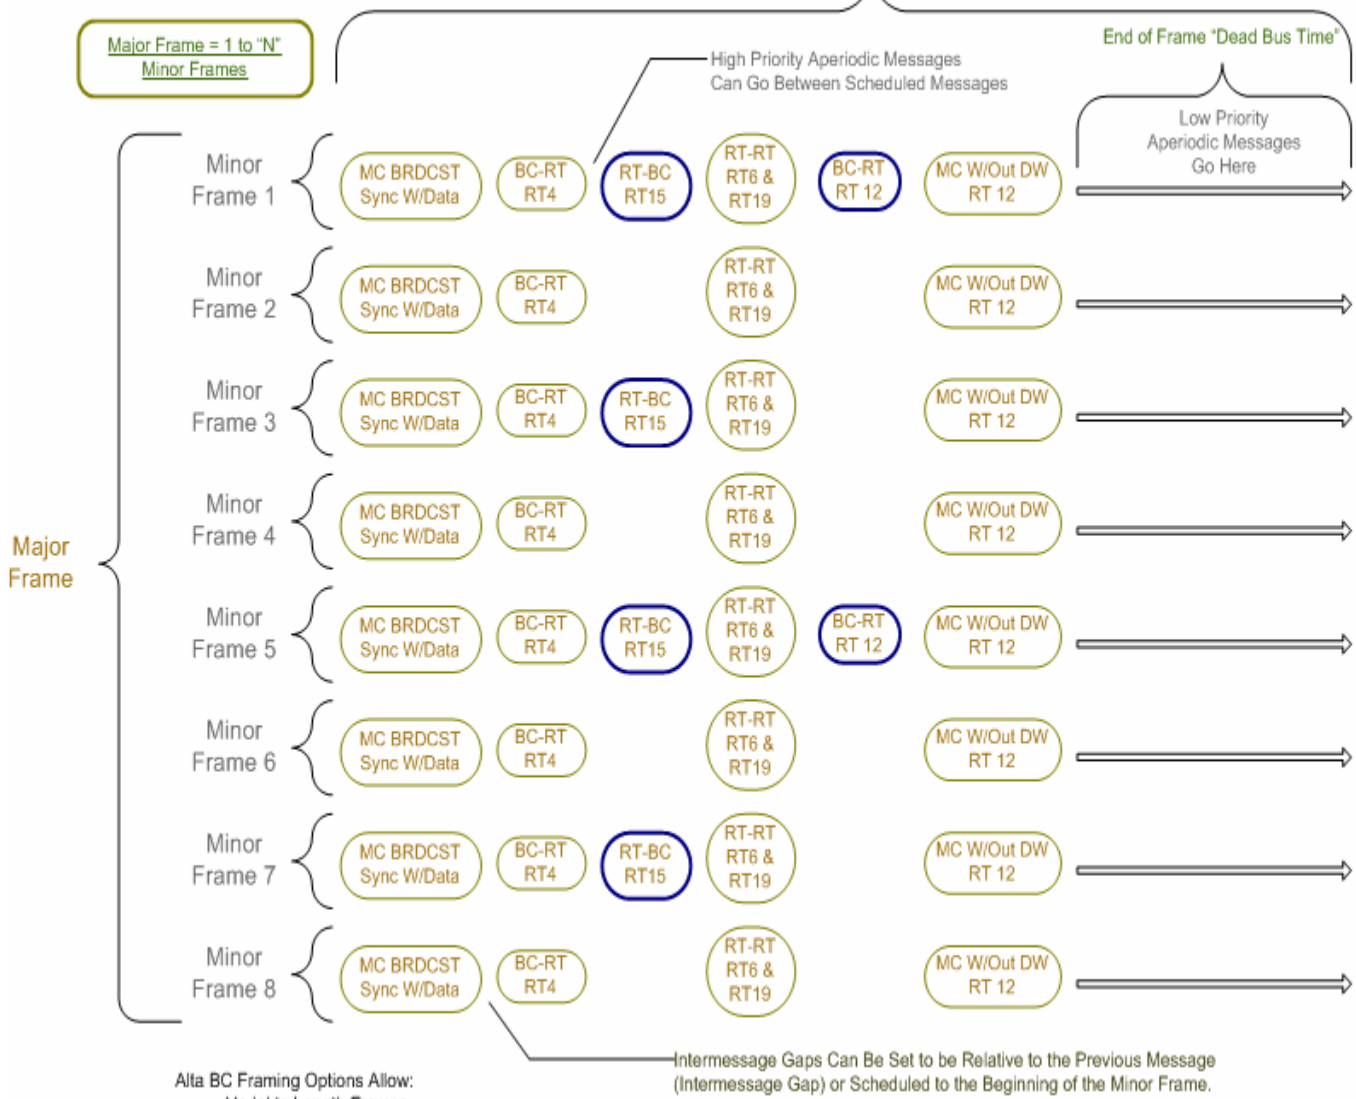 Major Frame = 1 to "N"
Minor Frames
High Priority Aperiodic Messages
Can Go Between Scheduled Messages
End of Frame "Dead Bus Time"
Low Priority
Aperiodic Messages
Go Here
Major
Frame
Minor
Frame 1
MC BRDCST
Sync W/Data
BC-RT
RT4
RT-BC
RT15
RT-RT
RT6 &
RT19
BC-RT
RT 12
MC W/Out DW
RT 12
Minor
Frame 2
MC BRDCST
Sync W/Data
BC-RT
RT4
RT-RT
RT6 &
RT19
MC W/Out DW
RT 12
Minor
Frame 3
MC BRDCST
Sync W/Data
BC-RT
RT4
RT-BC
RT15
RT-RT
RT6 &
RT19
MC W/Out DW
RT 12
Minor
Frame 4
MC BRDCST
Sync W/Data
BC-RT
RT4
RT-RT
RT6 &
RT19
MC W/Out DW
RT 12
Minor
Frame 5
MC BRDCST
Sync W/Data
BC-RT
RT4
RT-BC
RT15
RT-RT
RT6 &
RT19
BC-RT
RT 12
MC W/Out DW
RT 12
Minor
Frame 6
MC BRDCST
Sync W/Data
BC-RT
RT4
RT-RT
RT6 &
RT19
MC W/Out DW
RT 12
Minor
Frame 7
MC BRDCST
Sync W/Data
BC-RT
RT4
RT-BC
RT15
RT-RT
RT6 &
RT19
MC W/Out DW
RT 12
Minor
Frame 8
MC BRDCST
Sync W/Data
BC-RT
RT4
RT-RT
RT6 &
RT19
MC W/Out DW
RT 12
Intermessage Gaps Can Be Set to be Relative to the Previous Message
(Intermessage Gap) or Scheduled to the Beginning of the Minor Frame.
Alta BC Framing Options Allow: